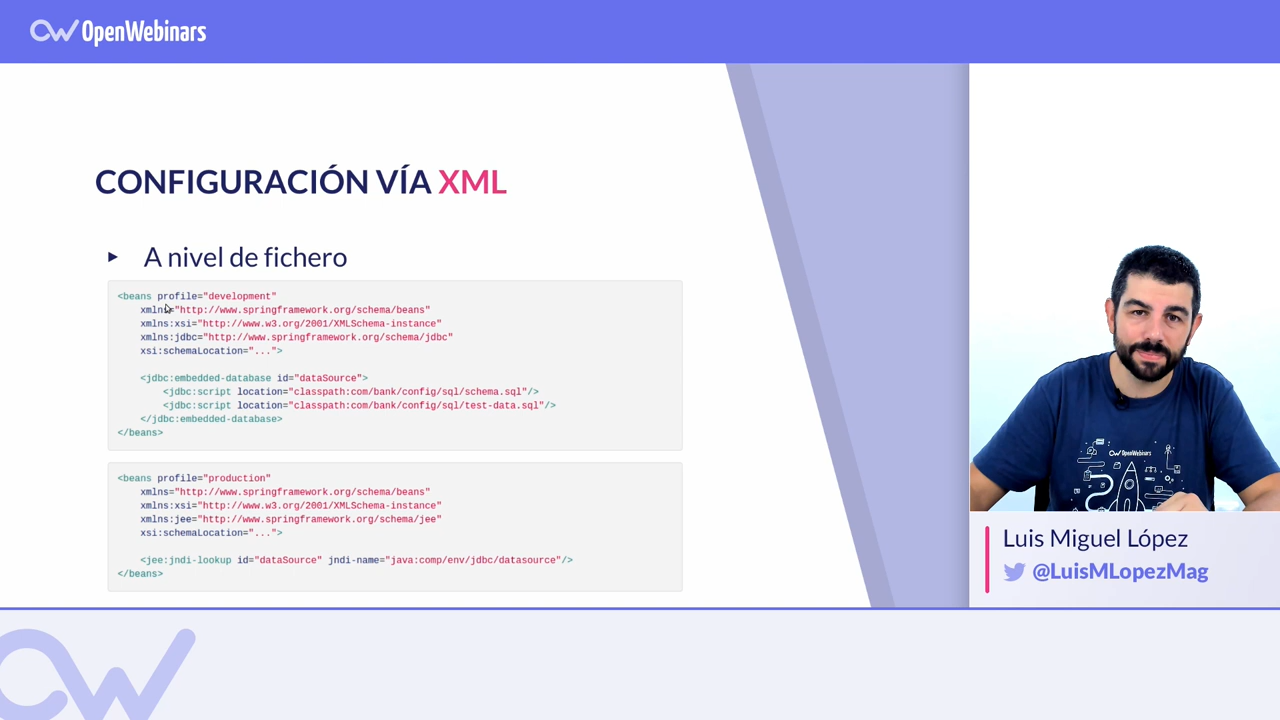 OpenWebinars
CONFIGURACIÓN VÍA XML
A nivel de fichero
<beans profile="development"
xmlns="http://www.springframework.org/schema/beans"
xmlns:xsi="http://www.w3.org/2001/XMLSchema-instance"
xmlns:jdbc="http://www.springframework.org/schema/jdbc"
xsi:schemaLocation="...">
<jdbc:embedded-database id="dataSource">
<jdbc:script location="classpath:com/bank/config/sql/schema.sql"/>
<jdbc:script location="classpath:com/bank/config/sql/test-data.sql"/>
</jdbc:embedded-database>
</beans>
<beans profile="production"
xmlns="http://www.springframework.org/schema/beans"
xmlns:xsi="http://www.w3.org/2001/XMLSchema-instance"
xmlns:jee="http://www.springframework.org/schema/jee"
xsi:schemaLocation="...">
<jee:jndi-lookup id="dataSource" jndi-name="java:comp/env/jdbc/datasource"/>
</beans>
OpenWebinars
Luis Miguel López
@LuisMLopezMag